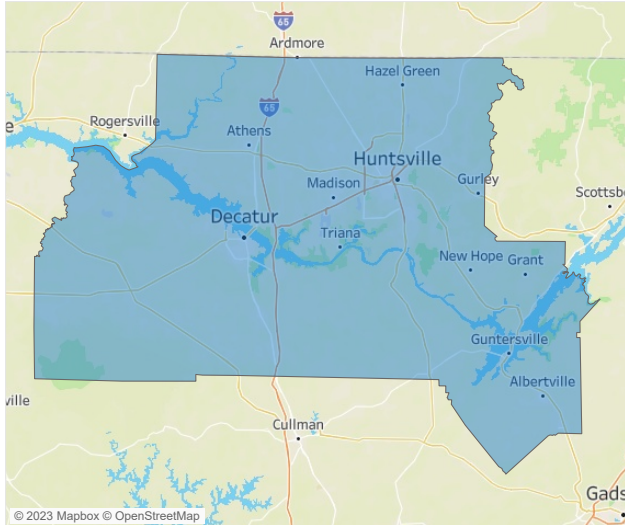 65
Ardmore
Hazel Green
65
Rogersville
e
Athens
Huntsville
Madison
Gurley
Scottsbo
Decatur
Triana
New Hope
Grant
Guntersville
Albertville
ville
Cullman
Gads
© 2023 Mapbox © OpenStreetMap